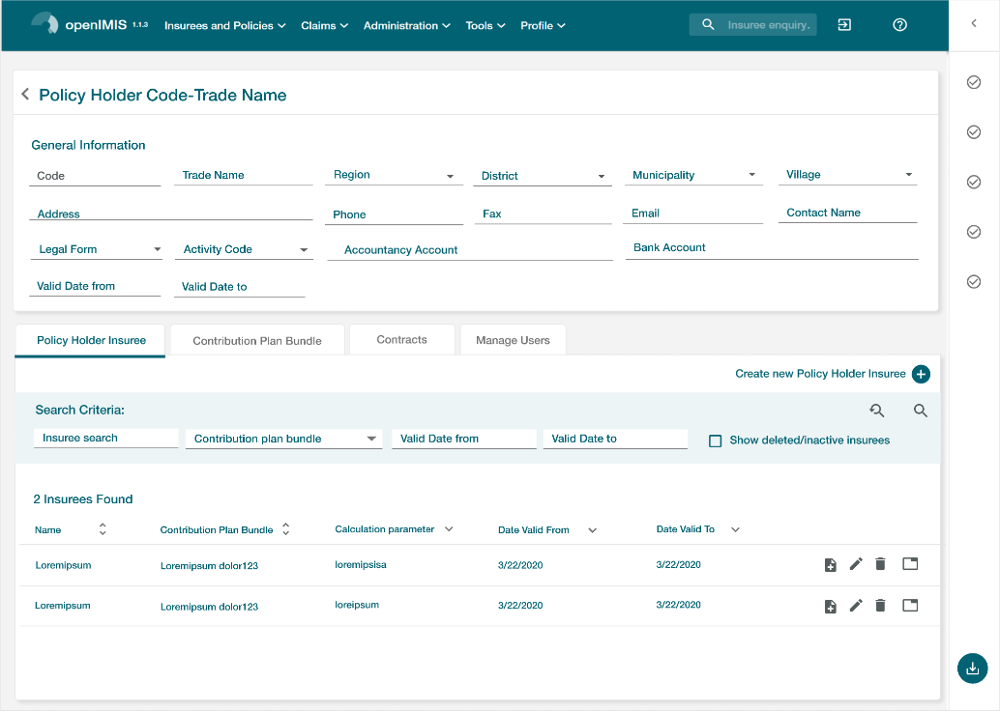 openIMIS 1.1.3 Insurees and Policies Claims Administration Tools Profile Insuree enquiry.
Policy Holder Code-Trade Name
General Information
Code Trade Name Region District Municipality Village
Address Phone Fax Email Contact Name
Legal Form Activity Code Accountancy Account Bank Account
Valid Date from Valid Date to
Policy Holder Insuree Contribution Plan Bundle Contracts Manage Users
Create new Policy Holder Insuree
Search Criteria:
Insuree search Contribution plan bundle Valid Date from Valid Date to Show deleted/inactive insurees
2 Insurees Found
Name Contribution Plan Bundle Calculation parameter Date Valid From Date Valid To
Loremipsum Loremipsum dolor123 loremipsisa 3/22/2020 3/22/2020
Loremipsum Loremipsum dolor123 loreipsum 3/22/2020 3/22/2020